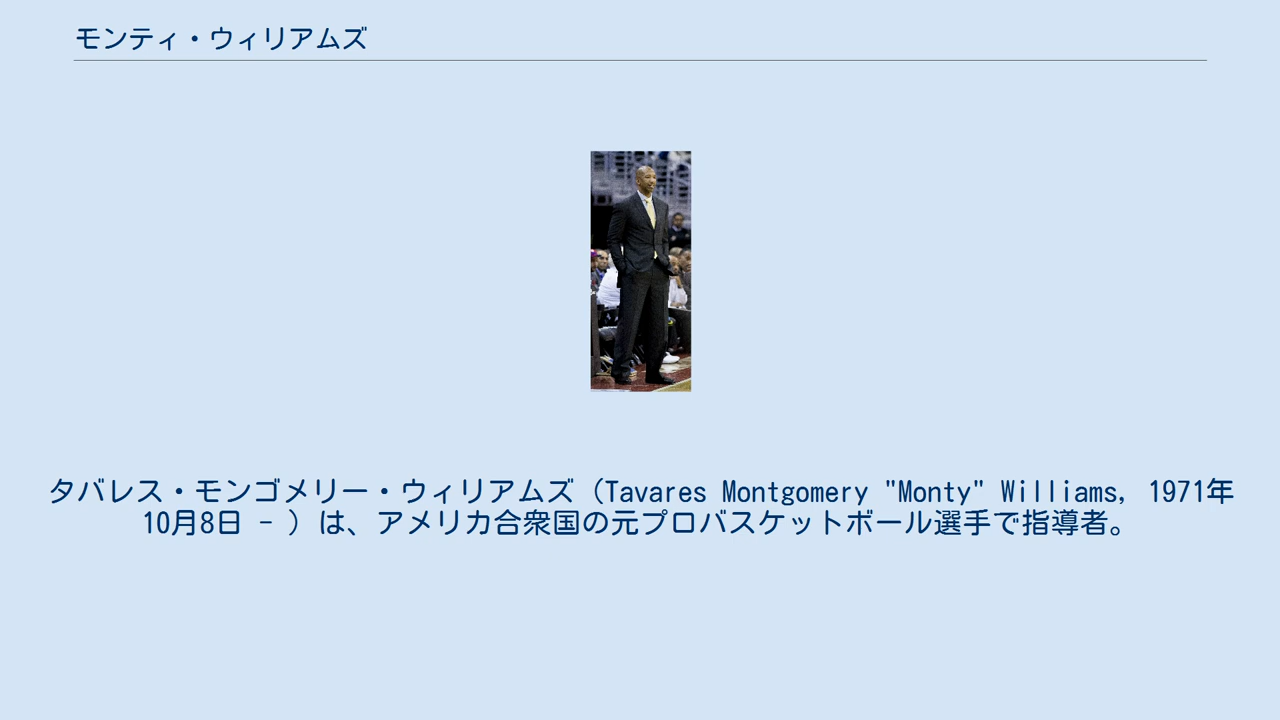 モンティ・ウィリアムズ
タバレス・モンゴメリー・ウィリアムズ（Tavares Montgomery "Monty" Williams, 1971年
10月8日 - ）は、アメリカ合衆国の元プロバスケットボール選手で指導者。